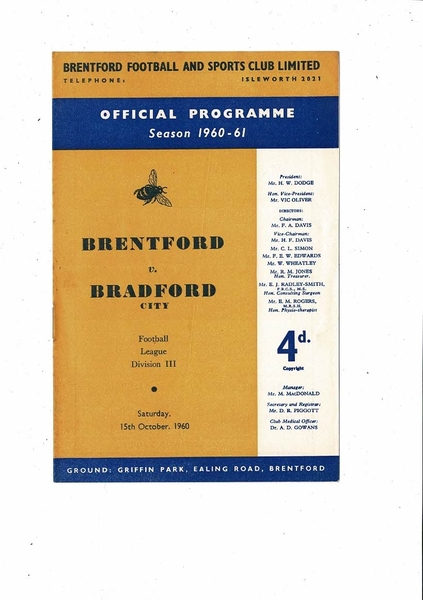 BRENTFORD FOOTBALL AND SPORTS CLUB LIMITED
TELEPHONE: ISLEWORTH 2821
OFFICIAL PROGRAMME
Season 1960-61
BRENTFORD
v.
BRADFORD
CITY
Football
League
Division III
Saturday,
15th October, 1960
President:
Mr. H. W. DODGE
Hon. Vice-President:
Mr. VIC OLIVER
DIRECTORS:
Chairman:
Mr. F. A. DAVIS
Vice-Chairman:
Mr. H. F. DAVIS
Mr. C. L. SIMON
Mr. F. E. W. EDWARDS
Mr. W. WHEATLEY
Mr. R. M. JONES
Hon. Treasurer.
Mr. E. J. RADLEY-SMITH,
F.R.C.S., M.S.
Hon. Consulting Surgeon
Mr. E. M. ROGERS,
M.R.S.H.
Hon. Physio-therapist
4d.
Copyright
Manager:
Mr. M. MacDONALD
Secretary and Registrar:
Mr. D. R. PIGGOTT
Club Medical Officer:
Dr. A. D. GOWANS
GROUND: GRIFFIN PARK, EALING ROAD, BRENTFORD